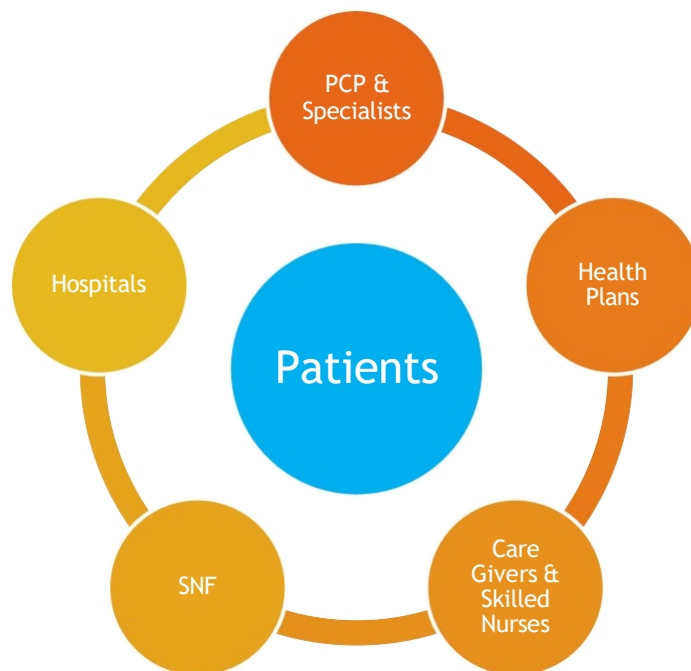 PCP &
Specialists
Health
Plans
Care
Givers &
Skilled
Nurses
SNF
Hospitals
Patients